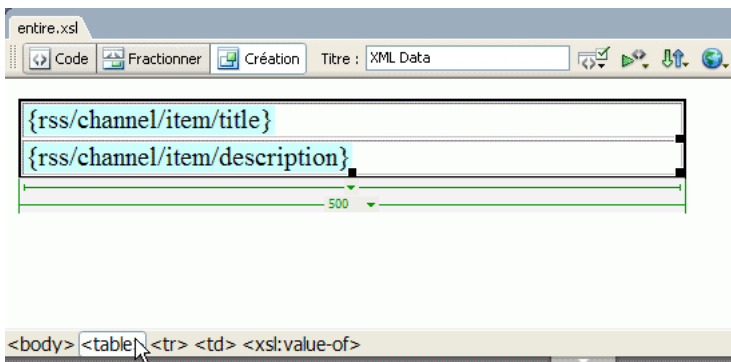 entire.xsl
Code Fractionner Création Titre : XML Data
{rss/channel/item/title}
{rss/channel/item/description}
500
<body> <table> <tr> <td> <xsl:value-of>